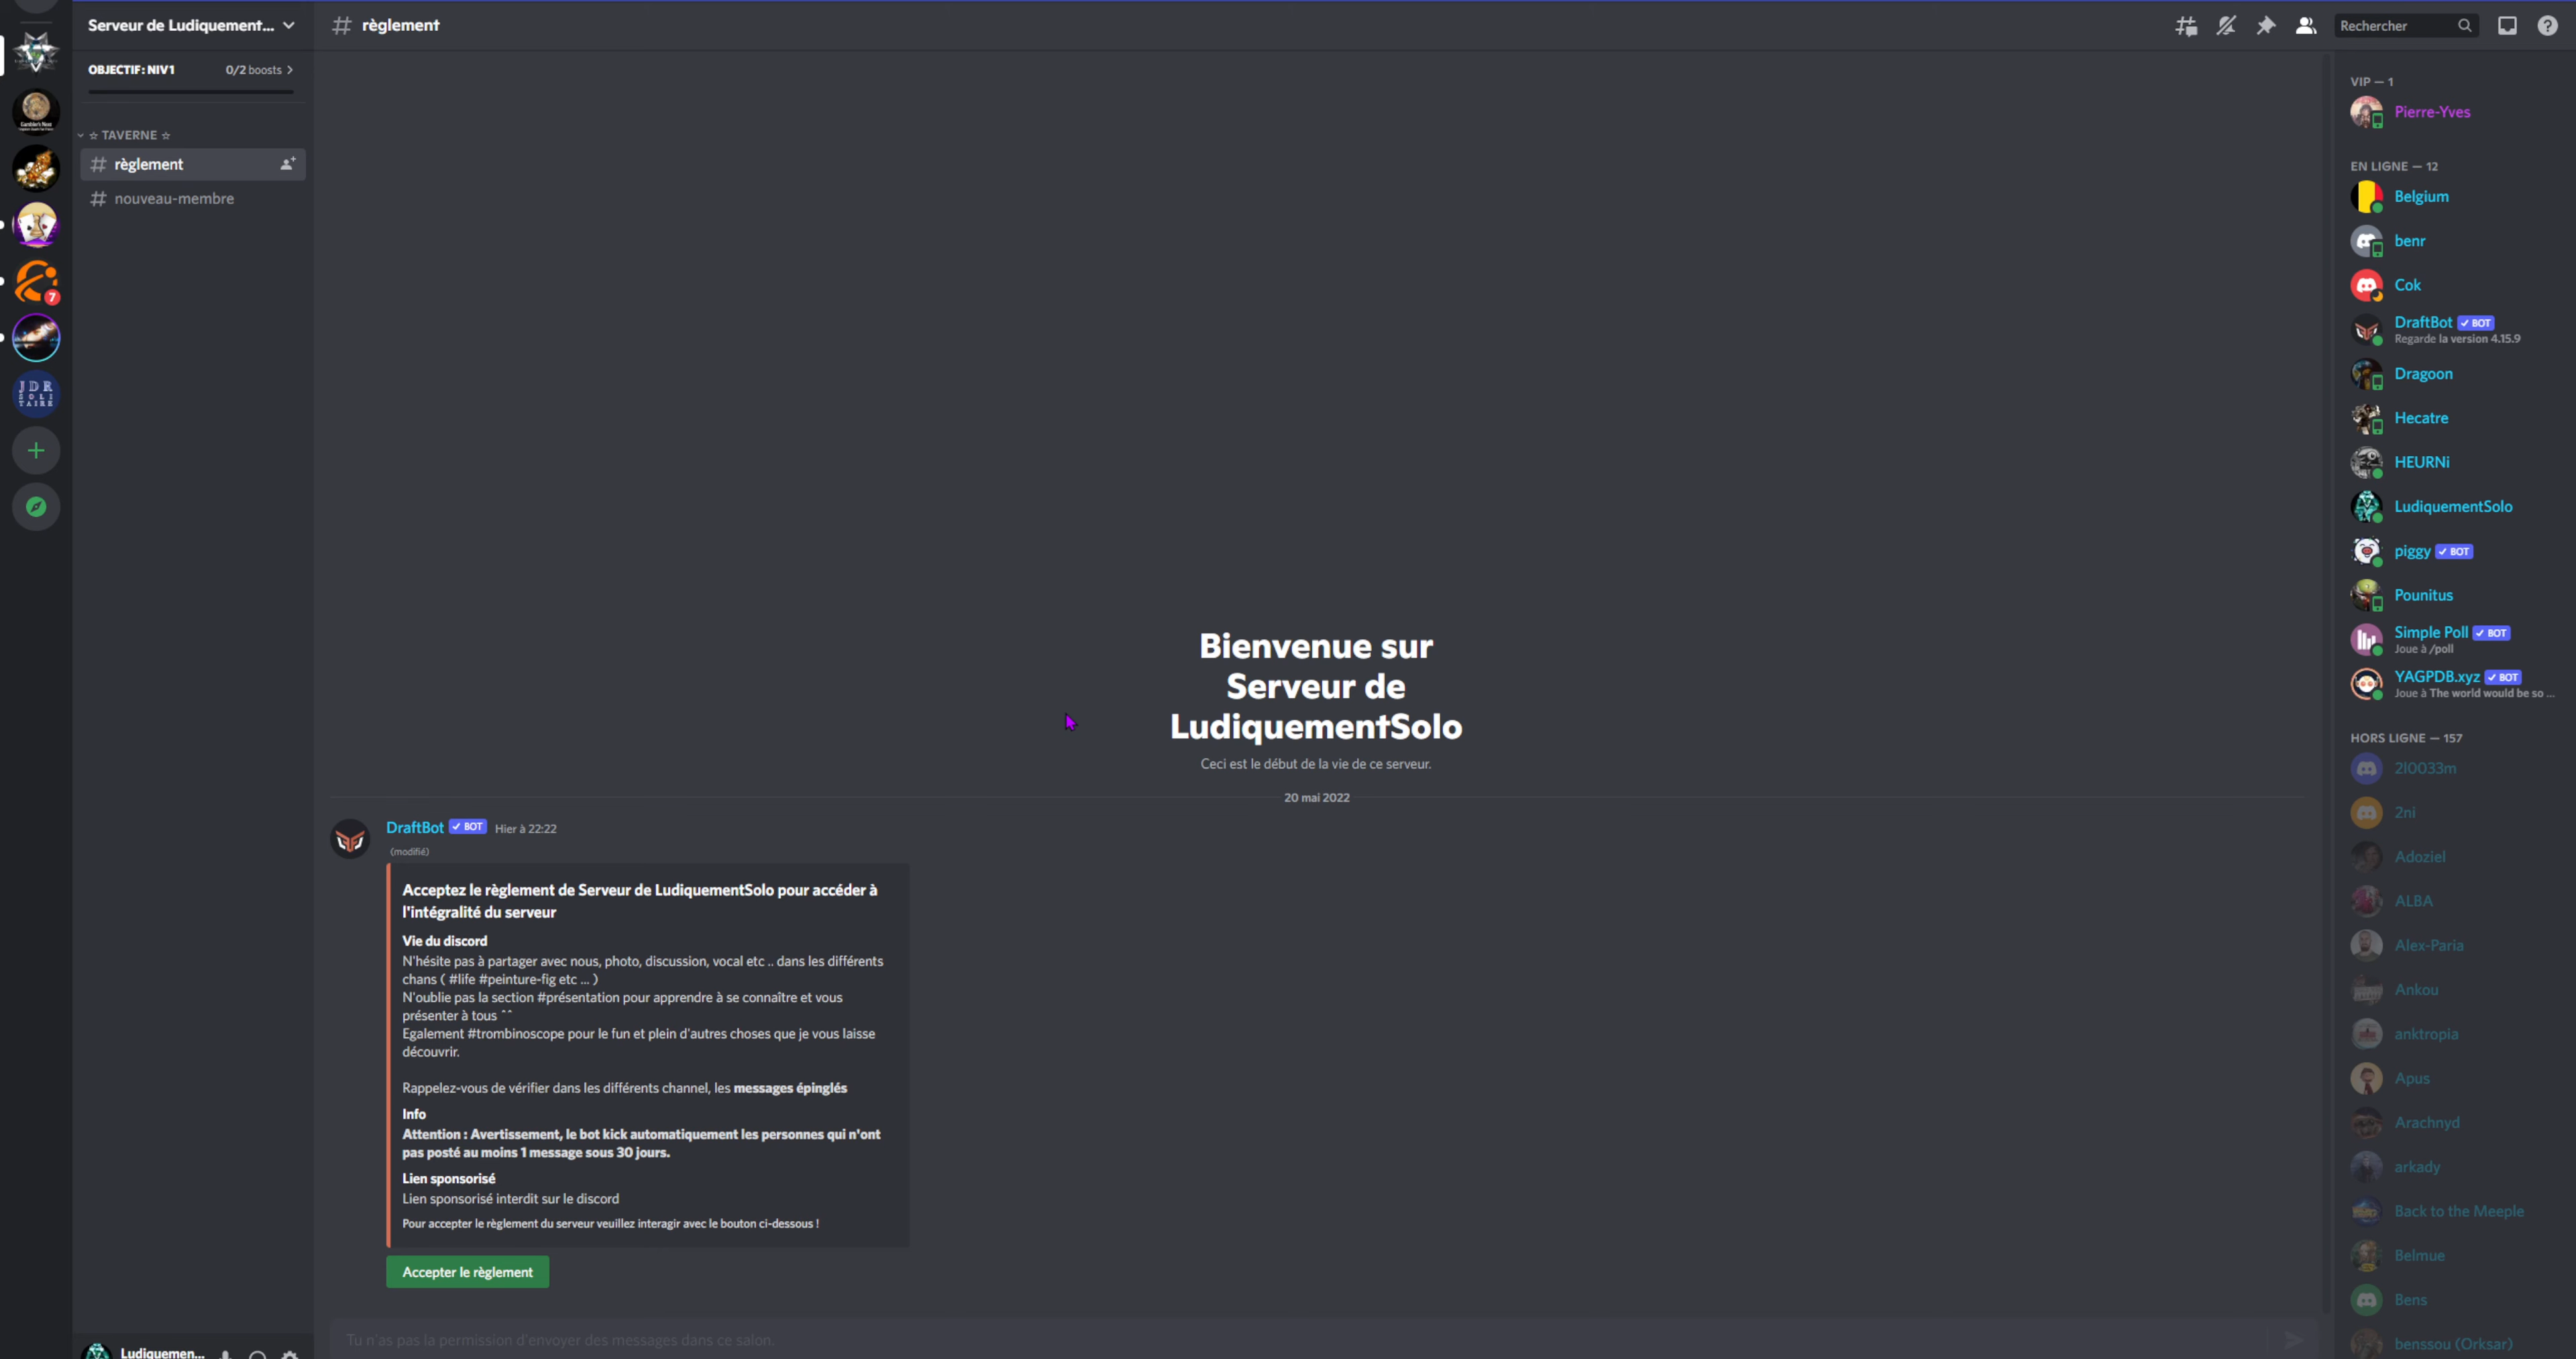 Serveur de Ludiquement...
OBJECTIF: NIV 1
0/2 boosts
☆ TAVERNE ☆
# règlement
# nouveau-membre
7
JDR
SOLI
TAIRE
Ludiquemen...
# règlement
Rechercher
Bienvenue sur
Serveur de
LudiquementSolo
Ceci est le début de la vie de ce serveur.
20 mai 2022
DraftBot ✓ BOT Hier à 22:22
(modifié)
Acceptez le règlement de Serveur de LudiquementSolo pour accéder à
l'intégralité du serveur
Vie du discord
N'hésite pas à partager avec nous, photo, discussion, vocal etc .. dans les différents
chans ( #life #peinture-fig etc ... )
N'oublie pas la section #présentation pour apprendre à se connaître et vous
présenter à tous ^^
Egalement #trombinoscope pour le fun et plein d'autres choses que je vous laisse
découvrir.
Rappelez-vous de vérifier dans les différents channel, les messages épinglés
Info
Attention : Avertissement, le bot kick automatiquement les personnes qui n'ont
pas posté au moins 1 message sous 30 jours.
Lien sponsorisé
Lien sponsorisé interdit sur le discord
Pour accepter le règlement du serveur veuillez interagir avec le bouton ci-dessous !
Accepter le règlement
Tu n'as pas la permission d'envoyer des messages dans ce salon.
VIP — 1
Pierre-Yves
EN LIGNE — 12
Belgium
benr
Cok
DraftBot ✓ BOT
Regarde la version 4.15.9
Dragoon
Hecatre
HEURNi
LudiquementSolo
piggy ✓ BOT
Pounitus
Simple Poll ✓ BOT
Joue à /poll
YAGPDB.xyz ✓ BOT
Joue à The world would be so ...
HORS LIGNE — 157
2l0033m
2ni
Adoziel
ALBA
Alex-Paria
Ankou
anktropia
Apus
Arachnyd
arkady
Back to the Meeple
Belmue
Bens
benssou (Orksar)